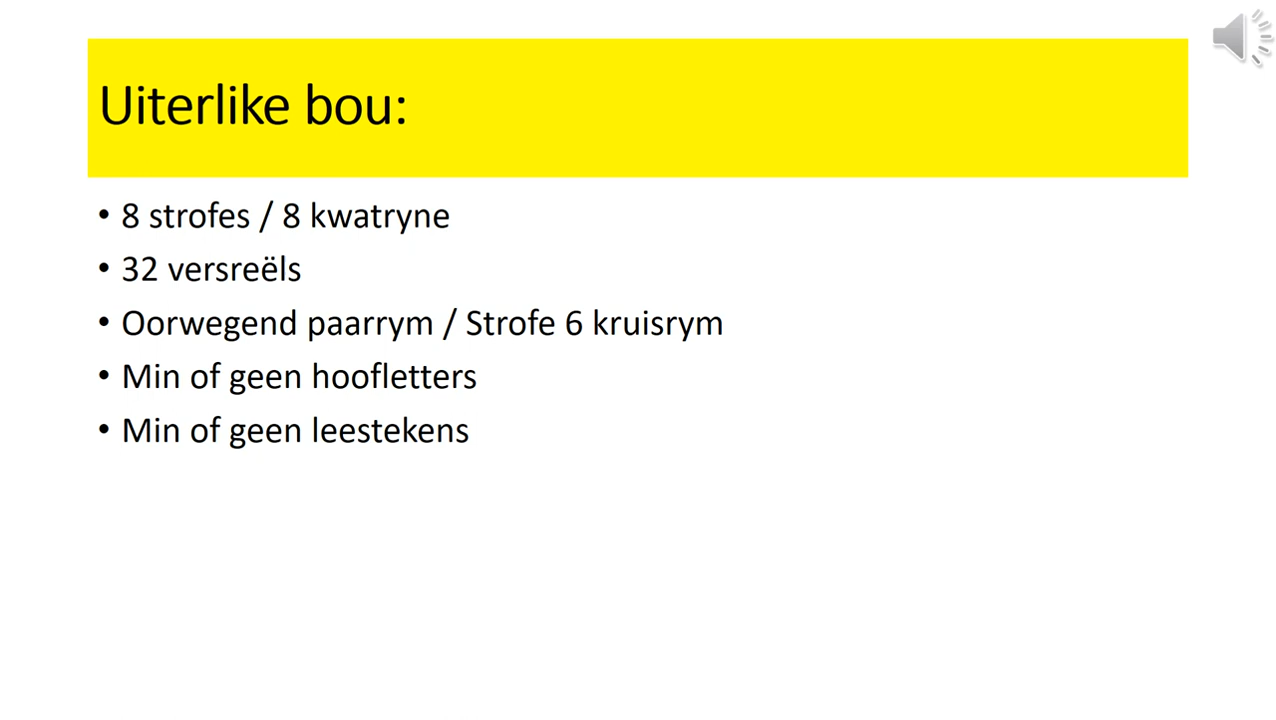 Uiterlike bou:
• 8 strofes / 8 kwatryne
• 32 versreëls
• Oorwegend paarrym / Strofe 6 kruisrym
• Min of geen hoofletters
• Min of geen leestekens